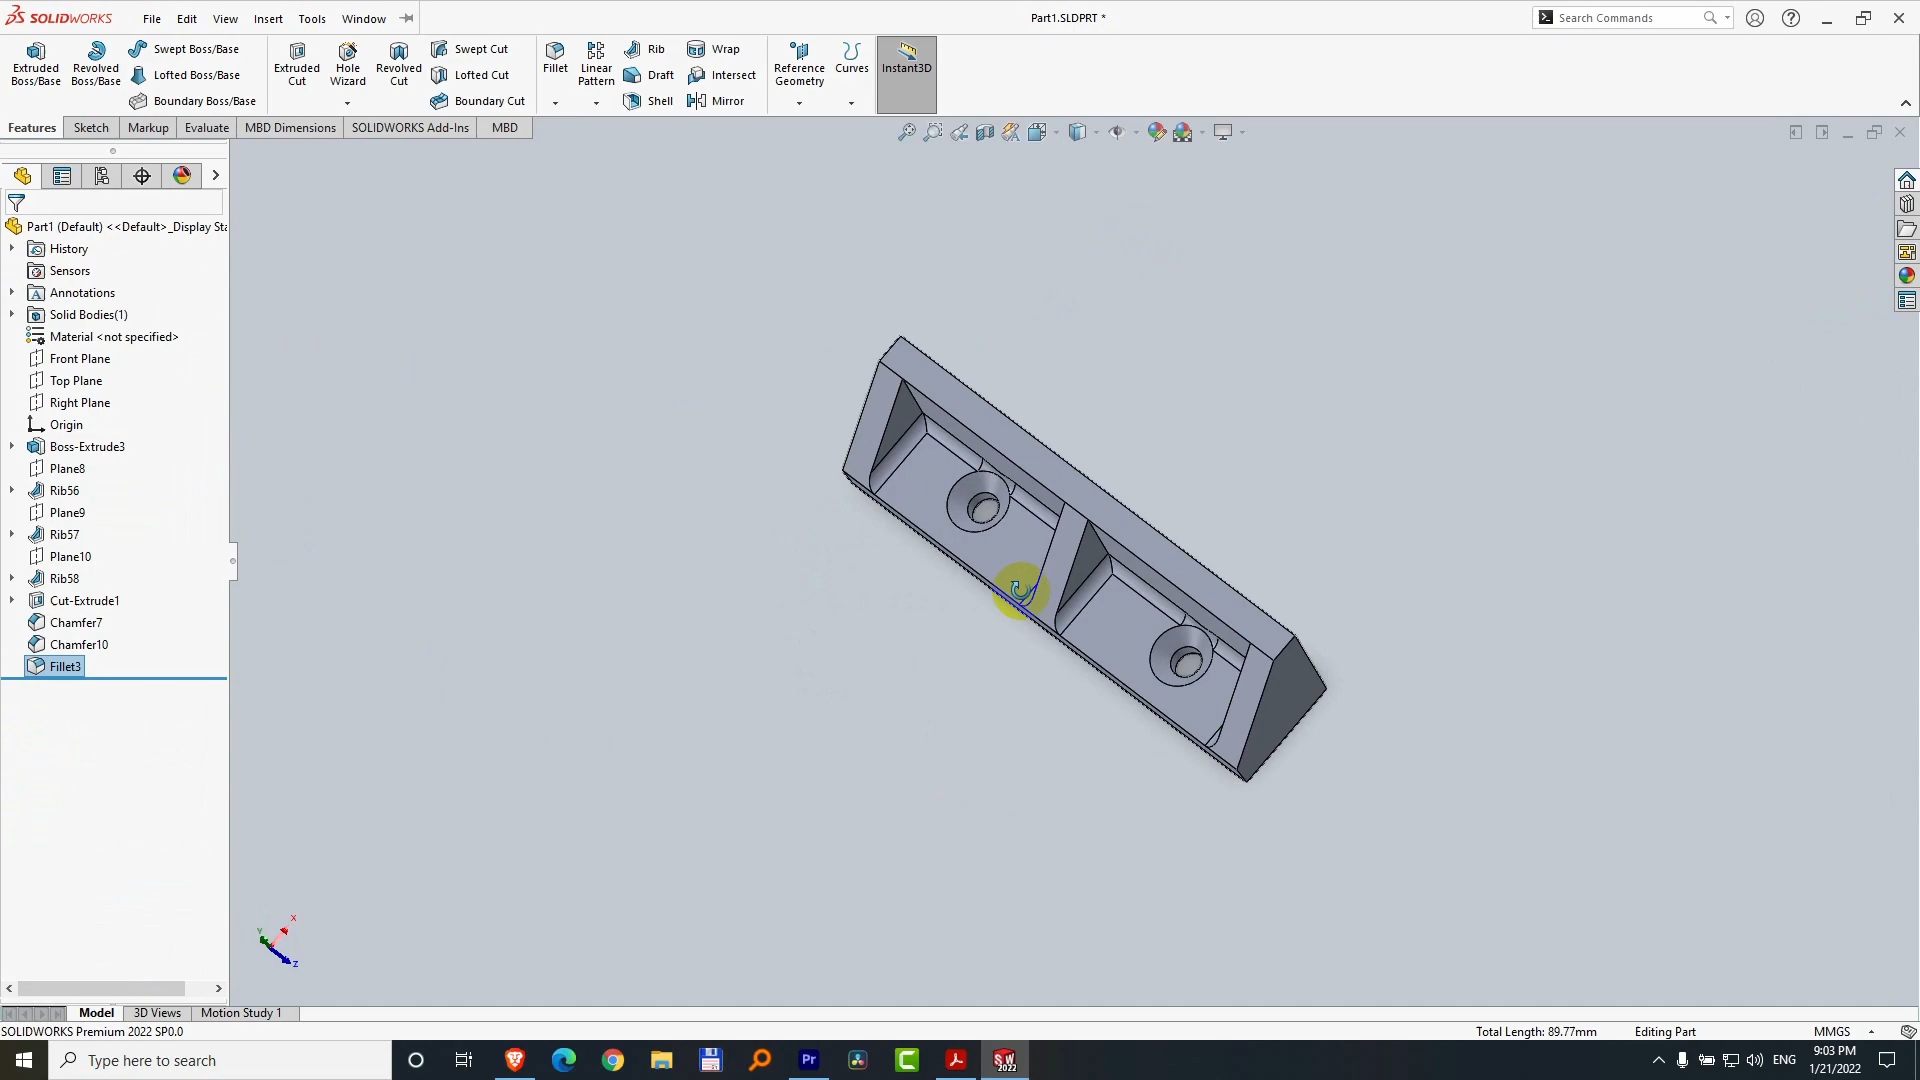 SOLIDWORKS File Edit View Insert Tools Window Part1.SLDPRT * Search Commands
Extruded Boss/Base
Revolved Boss/Base
Swept Boss/Base
Lofted Boss/Base
Boundary Boss/Base
Extruded Cut
Hole Wizard
Revolved Cut
Swept Cut
Lofted Cut
Boundary Cut
Fillet
Linear Pattern
Rib
Draft
Shell
Wrap
Intersect
Mirror
Reference Geometry
Curves
Instant3D
Features Sketch Markup Evaluate MBD Dimensions SOLIDWORKS Add-Ins MBD
Part1 (Default) <<Default>_Display Sta
History
Sensors
Annotations
Solid Bodies(1)
Material <not specified>
Front Plane
Top Plane
Right Plane
Origin
Boss-Extrude3
Plane8
Rib56
Plane9
Rib57
Plane10
Rib58
Cut-Extrude1
Chamfer7
Chamfer10
Fillet3
X
Y
Z
Model 3D Views Motion Study 1
SOLIDWORKS Premium 2022 SP0.0 Total Length: 89.77mm Editing Part MMGS
Type here to search
Pr
SW
2022
ENG
9:03 PM
1/21/2022